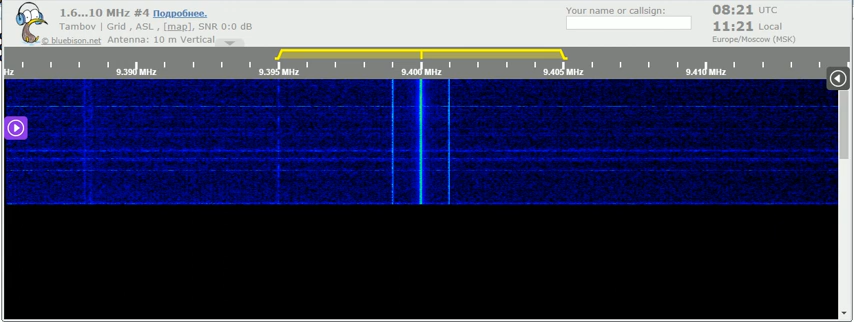 1.6...10 MHz #4 Подробнее.
Tambov | Grid , ASL , [map], SNR 0:0 dB
© bluebison.net Antenna: 10 m Vertical
Your name or callsign:
08:21 UTC
11:21 Local
Europe/Moscow (MSK)
Hz 9.390 MHz 9.395 MHz 9.400 MHz 9.405 MHz 9.410 MHz